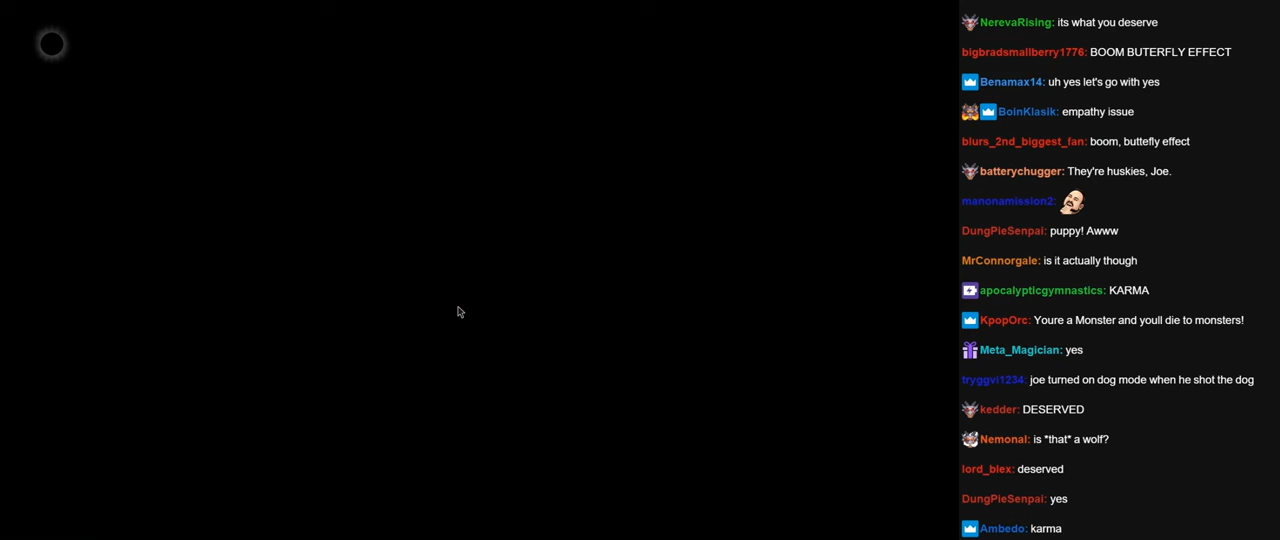 NerevaRising: its what you deserve
bigbradsmallberry1776: BOOM BUTERFLY EFFECT
Benamax14: uh yes let's go with yes
BoinKlasik: empathy issue
blurs_2nd_biggest_fan: boom, buttefly effect
batterychugger: They're huskies, Joe.
manonamission2:
DungPieSenpai: puppy! Awww
MrConnorgale: is it actually though
apocalypticgymnastics: KARMA
KpopOrc: Youre a Monster and youll die to monsters!
Meta_Magician: yes
tryggvi1234: joe turned on dog mode when he shot the dog
kedder: DESERVED
Nemonal: is *that* a wolf?
lord_blex: deserved
DungPieSenpai: yes
Ambedo: karma